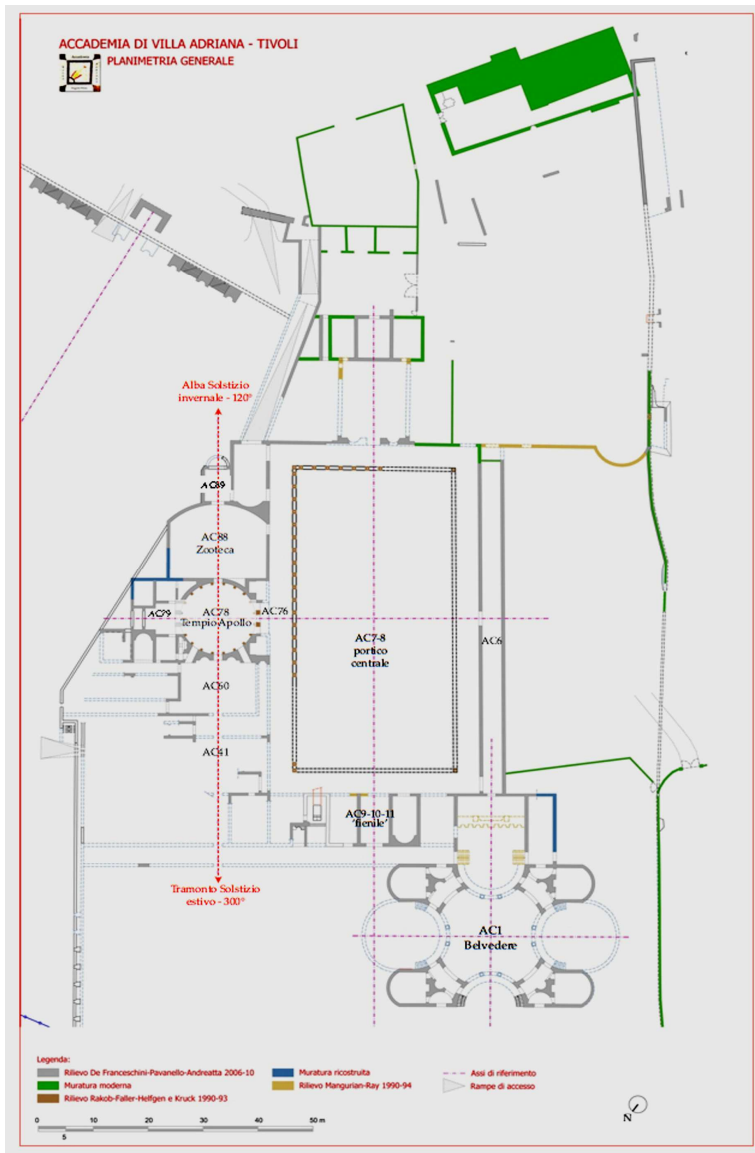 ACCADEMIA DI VILLA ADRIANA - TIVOLI
PLANIMETRIA GENERALE
Alba Solstizio
invernale - 120°
AC89
AC88
Zooteca
AC79
AC78
Tempio Apollo
AC76
AC7-8
portico
centrale
AC6
AC60
AC41
AC9-10-11
'fienile'
Tramonto Solstizio
estivo - 300°
AC1
Belvedere
Legenda:
Rilievo De Franceschini-Pavanello-Andreatta 2006-10
Muratura moderna
Rilievo Rakob-Faller-Helfgen e Kruck 1990-93
Muratura ricostruita
Rilievo Mangurian-Ray 1990-94
Assi di riferimento
Rampe di accesso
0 10 20 30 40 50 m
5
N